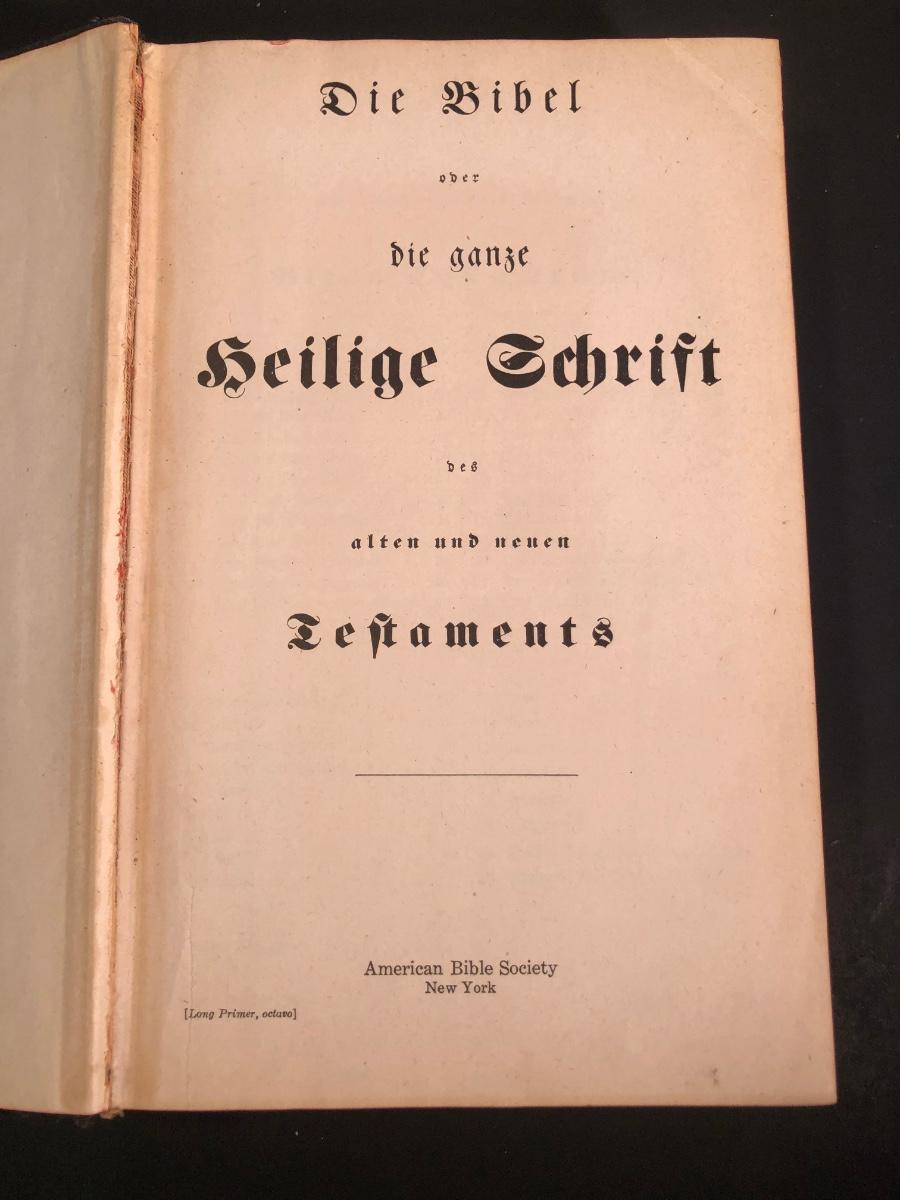 Die Bibel
oder
die ganze
Heilige Schrift
des
alten und neuen
Teſtaments
American Bible Society
New York
[Long Primer, octavo]